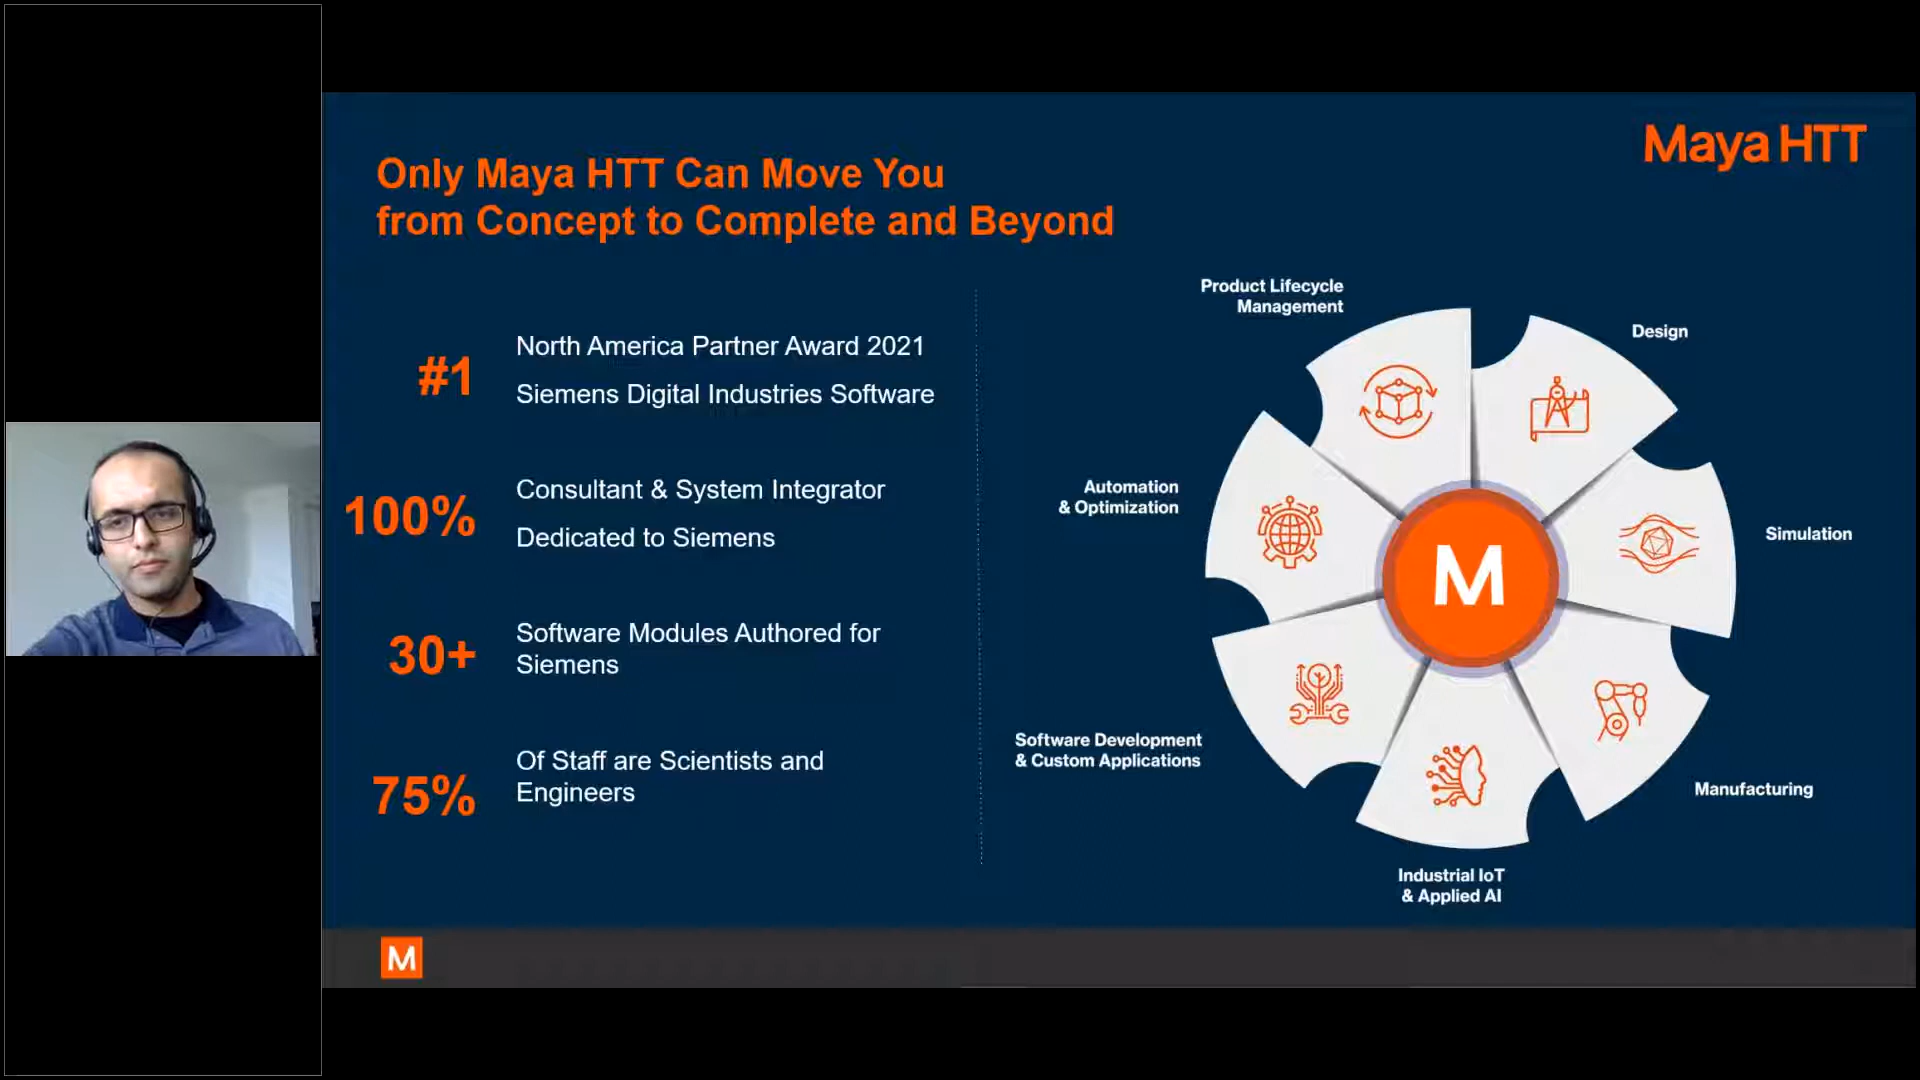 Maya HTT
Only Maya HTT Can Move You
from Concept to Complete and Beyond
#1
North America Partner Award 2021
Siemens Digital Industries Software
100%
Consultant & System Integrator
Dedicated to Siemens
30+
Software Modules Authored for
Siemens
75%
Of Staff are Scientists and
Engineers
Product Lifecycle
Management
Design
Automation
& Optimization
Simulation
M
Software Development
& Custom Applications
Manufacturing
Industrial IoT
& Applied AI
M